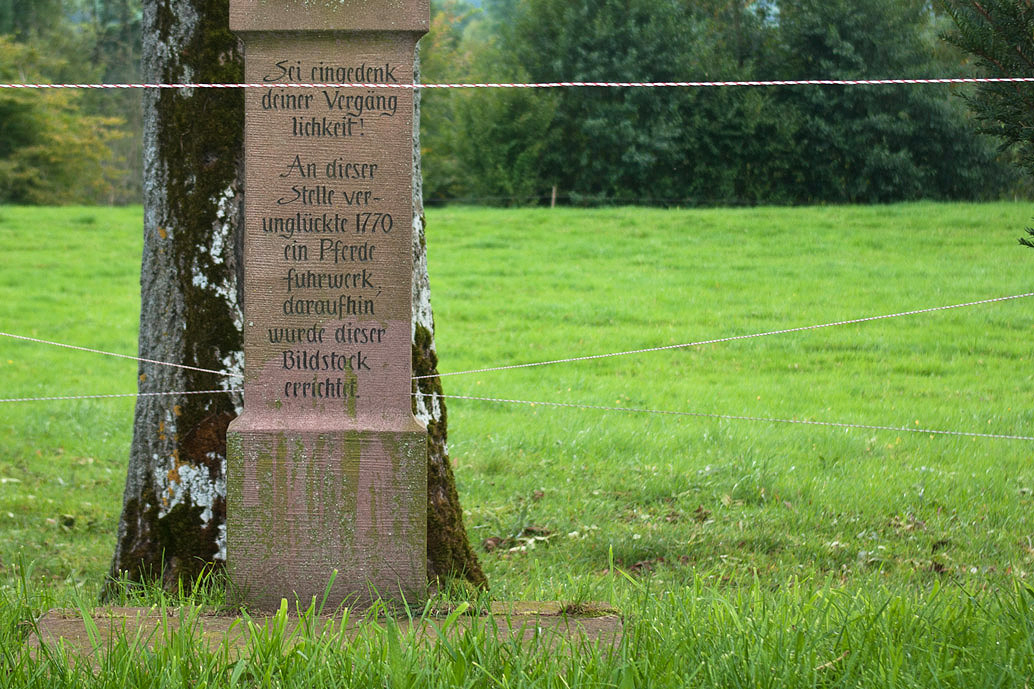 Sei eingedenk
deiner Vergäng
lichkeit!
An dieser
Stelle ver-
unglückte 1770
ein Pferde
fuhrwerk,
daraufhin
wurde dieser
Bildstock
errichtet.